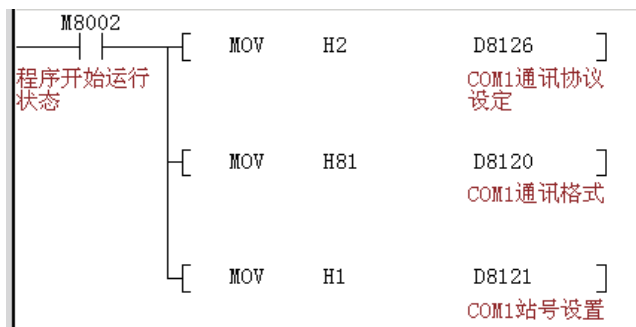 M8002
MOV H2 D8126
程序开始运行
状态
COM1通讯协议
设定
MOV H81 D8120
COM1通讯格式
MOV H1 D8121
COM1站号设置